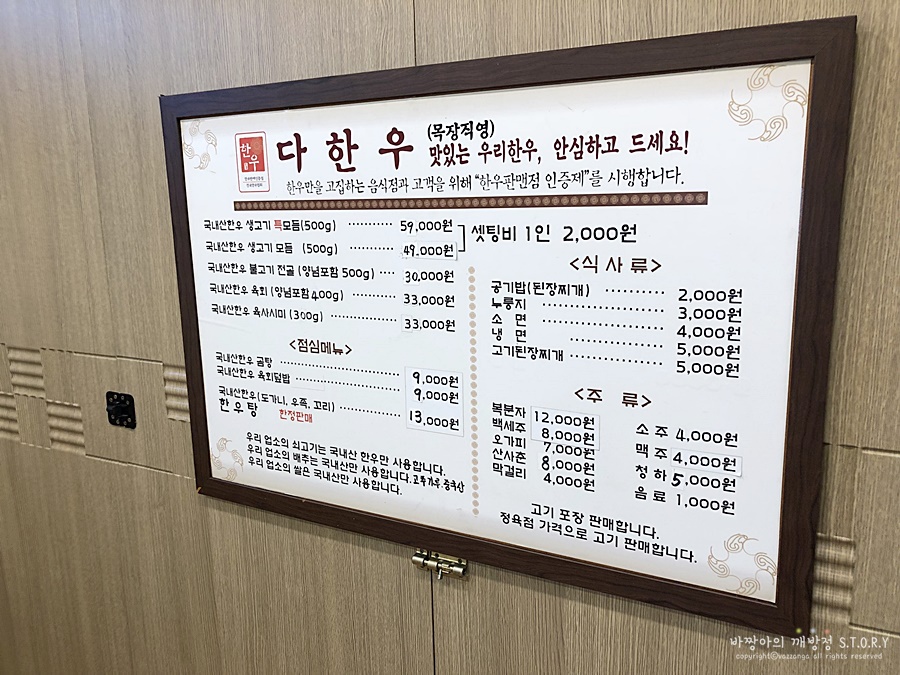 한우
다 한 우
(목장직영)
맛있는 우리한우, 안심하고 드세요!
한우만을 고집하는 음식점과 고객을 위해 "한우판맨점 인증제"를 시행합니다.
국내산한우 생고기 특모듬(500g) ············ 59,000원
국내산한우 생고기 모듬 (500g) ············ 49,000원
셋팅비 1인 2,000원
국내산한우 불고기 전골 (양념포함 500g) ···· 30,000원
국내산한우 육회 (양념포함 400g) ·········· 33,000원
국내산한우 육사시미 (300g) ················ 33,000원
<점심메뉴>
국내산한우 곰탕 ···················· 9,000원
국내산한우 육회덮밥 ···················· 9,000원
국내산한우(도가니, 우족, 꼬리) ············ 13,000원
한우탕 한정판매
우리 업소의 쇠고기는 국내산 한우만 사용합니다.
우리 업소의 배추는 국내산만 사용합니다. 고춧가루.중국산
우리 업소의 쌀은 국내산만 사용합니다.
<식 사 류>
공기밥(된장찌개) ·········· 2,000원
누룽지 ···················· 3,000원
소 면 ···················· 4,000원
냉 면 ···················· 5,000원
고기된장찌개 ·············· 5,000원
<주 류>
복분자 12,000원
백세주 8,000원
오가피 7,000원
산사춘 8,000원
막걸리 4,000원
소 주 4,000원
맥 주 4,000원
청 하 5,000원
음 료 1,000원
고기 포장 판매합니다.
정육점 가격으로 고기 판매합니다.
바짱아의 깨방정 S.T.O.R.Y
copyrightⓒvazzanga all rights reserved